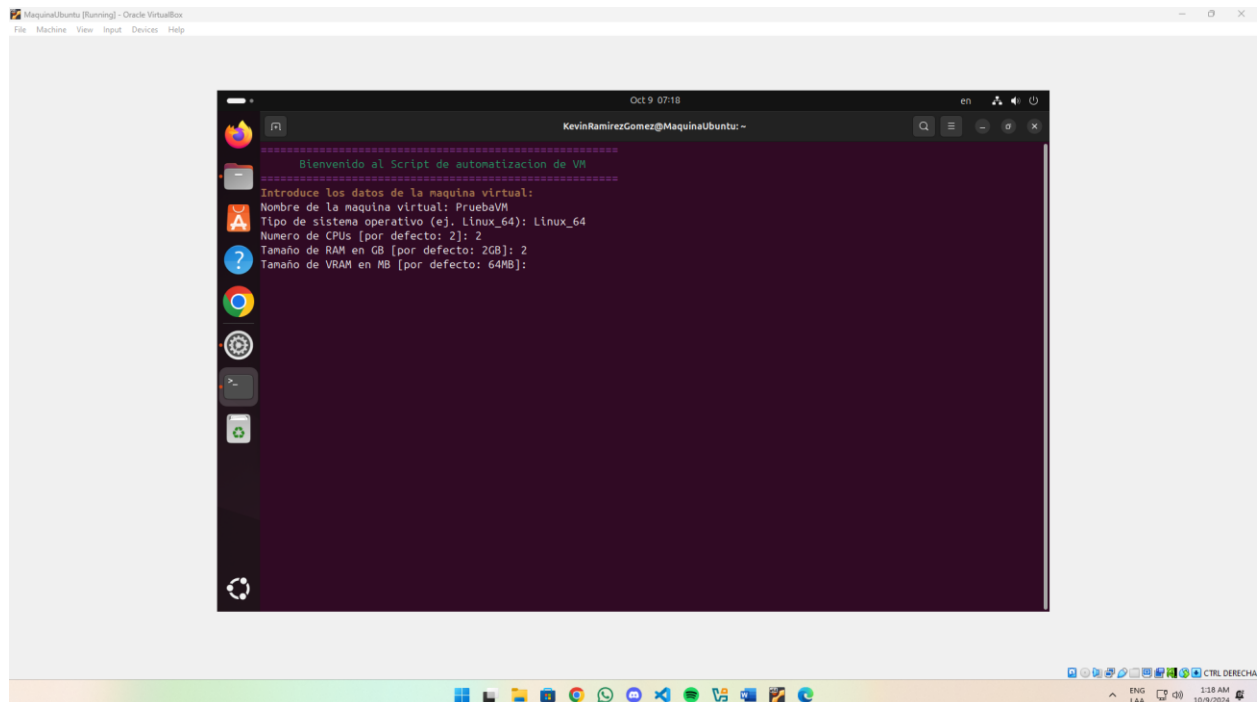 MaquinaUbuntu [Running] - Oracle VirtualBox
File Machine View Input Devices Help
Oct 9 07:18
en
KevinRamirezGomez@MaquinaUbuntu: ~
=======================================================
Bienvenido al Script de automatizacion de VM
=======================================================
Introduce los datos de la maquina virtual:
Nombre de la maquina virtual: PruebaVM
Tipo de sistema operativo (ej. Linux_64): Linux_64
Numero de CPUs [por defecto: 2]: 2
Tamaño de RAM en GB [por defecto: 2GB]: 2
Tamaño de VRAM en MB [por defecto: 64MB]:
CTRL DERECHA
ENG
LAA
1:18 AM
10/9/2024